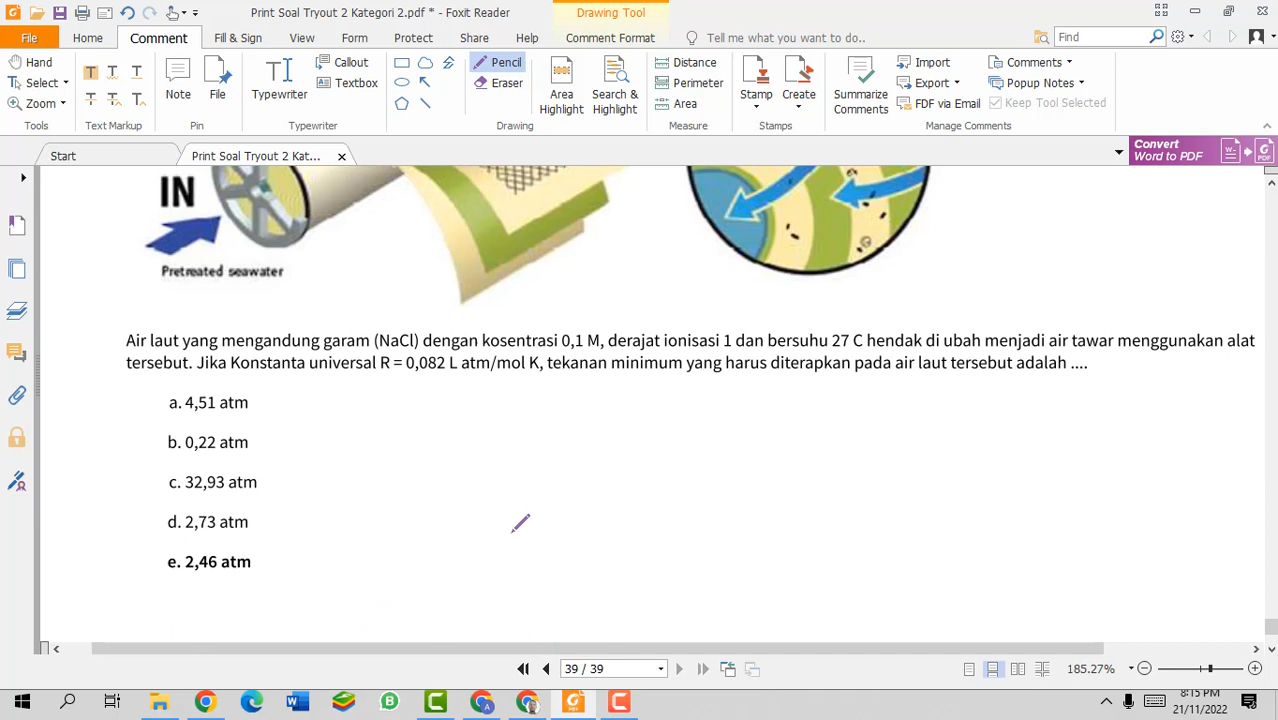 Print Soal Tryout 2 Kategori 2.pdf * - Foxit Reader
Drawing Tool
File
Home
Comment
Fill & Sign
View
Form
Protect
Share
Help
Comment Format
Tell me what you want to do..
Find
Hand
Select
Zoom
Tools
Text Markup
Note
File
Pin
Typewriter
Callout
Textbox
Typewriter
Pencil
Eraser
Area Highlight
Search & Highlight
Drawing
Distance
Perimeter
Area
Measure
Stamp
Create
Stamps
Summarize Comments
Import
Export
FDF via Email
Comments
Popup Notes
Keep Tool Selected
Manage Comments
Start
Print Soal Tryout 2 Kat...
Convert
Word to PDF
IN
Pretreated seawater
Air laut yang mengandung garam (NaCl) dengan kosentrasi 0,1 M, derajat ionisasi 1 dan bersuhu 27 C hendak di ubah menjadi air tawar menggunakan alat
tersebut. Jika Konstanta universal R = 0,082 L atm/mol K, tekanan minimum yang harus diterapkan pada air laut tersebut adalah ....
a. 4,51 atm
b. 0,22 atm
c. 32,93 atm
d. 2,73 atm
e. 2,46 atm
39 / 39
185.27%
8:15 PM
21/11/2022